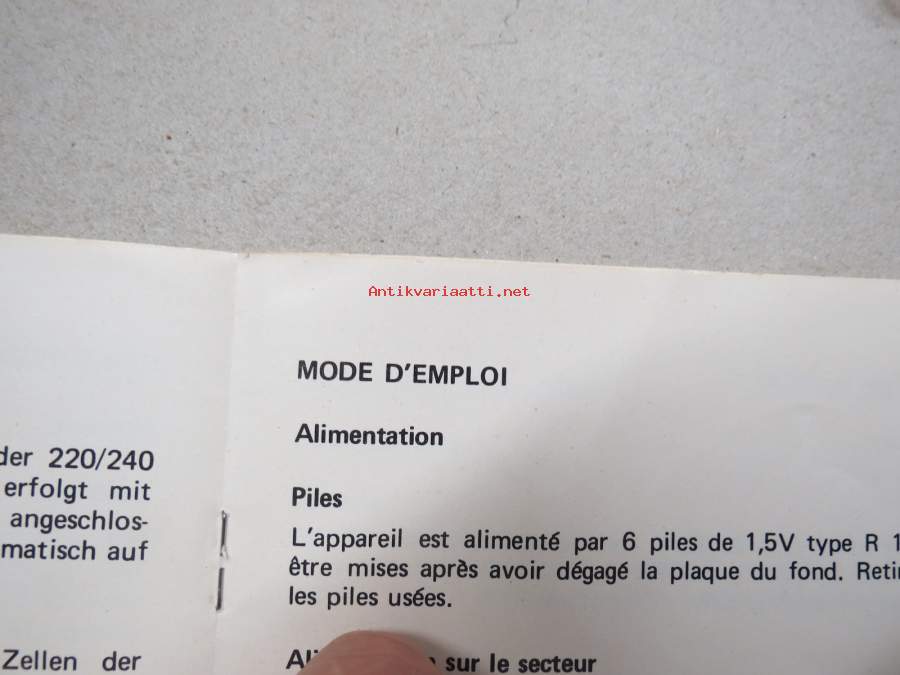 Antikvariaatti.net
der 220/240
erfolgt mit
angeschlos-
matisch auf
Zellen der
MODE D'EMPLOI
Alimentation
Piles
L'appareil est alimenté par 6 piles de 1,5V type R
être mises après avoir dégagé la plaque du fond.
les piles usées.
sur le secteur